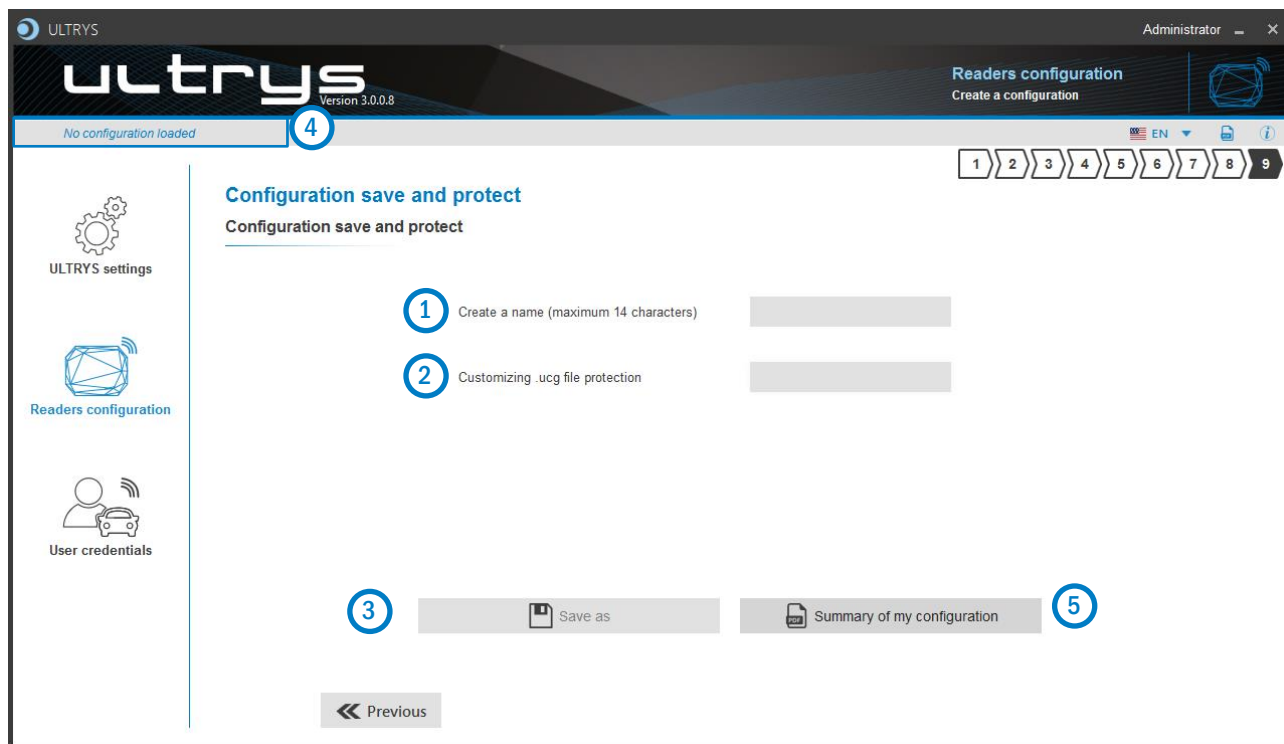 ULTRYS
Administrator
ultrys
Version 3.0.0.8
Readers configuration
Create a configuration
No configuration loaded
4
EN
i
1 2 3 4 5 6 7 8 9
Configuration save and protect
Configuration save and protect
ULTRYS settings
1 Create a name (maximum 14 characters)
2 Customizing .ucg file protection
Readers configuration
User credentials
3 Save as
PDF Summary of my configuration 5
Previous